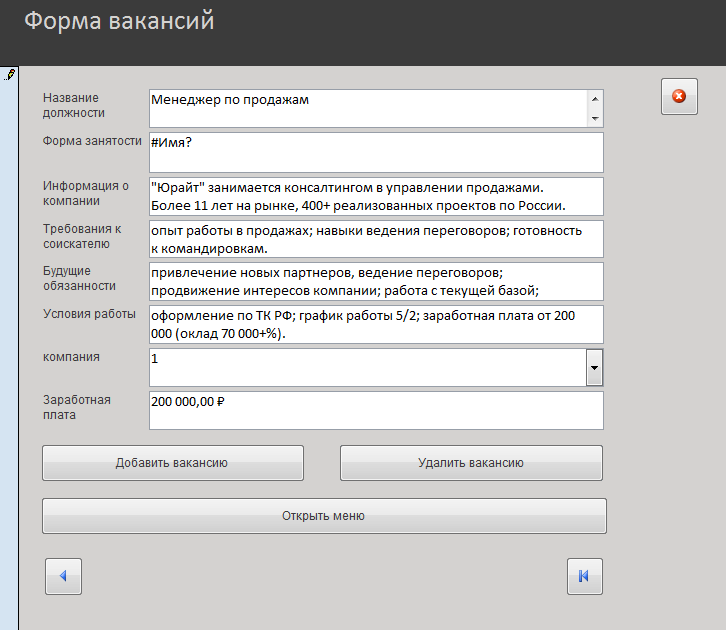 Форма вакансий
Название
должности
Менеджер по продажам
Форма занятости
#Имя?
Информация о
компании
"Юрайт" занимается консалтингом в управлении продажами.
Более 11 лет на рынке, 400+ реализованных проектов по России.
Требования к
соискателю
опыт работы в продажах; навыки ведения переговоров; готовность
к командировкам.
Будущие
обязанности
привлечение новых партнеров, ведение переговоров;
продвижение интересов компании; работа с текущей базой;
Условия работы
оформление по ТК РФ; график работы 5/2; заработная плата от 200
000 (оклад 70 000+%).
компания
1
Заработная
плата
200 000,00 ₽
Добавить вакансию
Удалить вакансию
Открыть меню